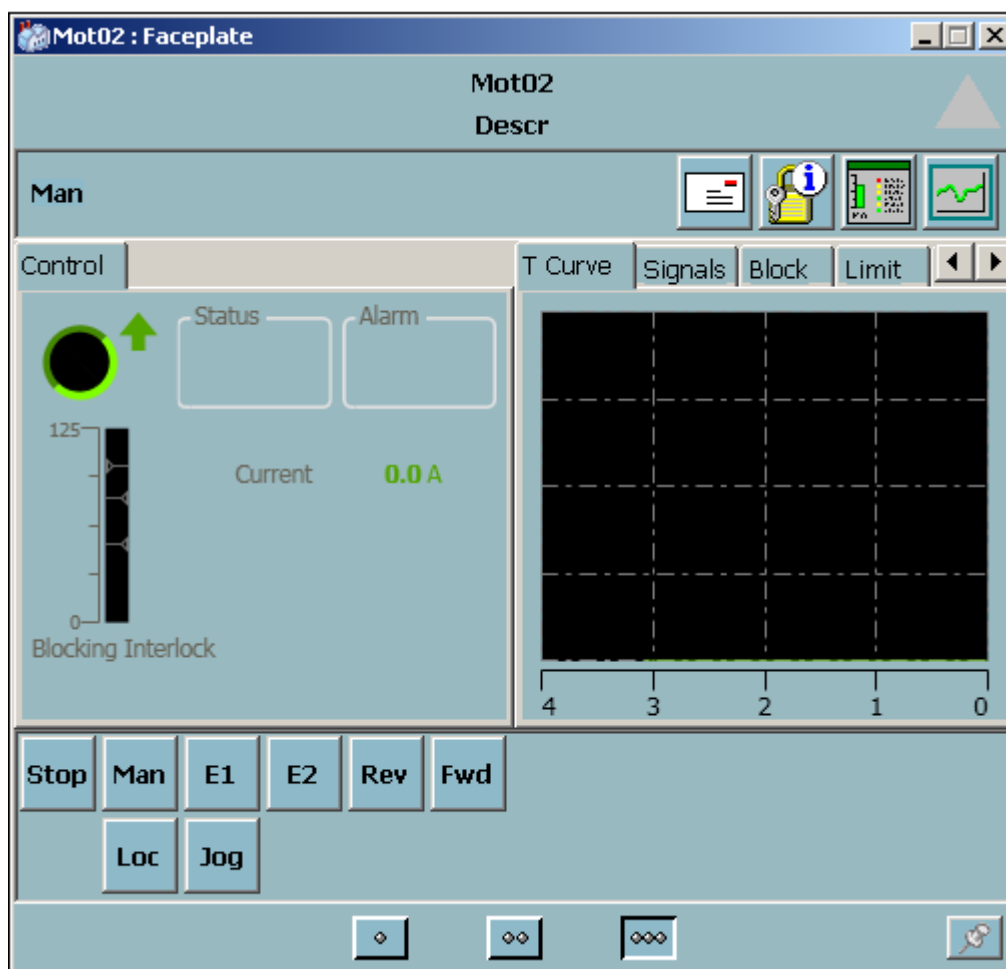 Mot02 : Faceplate
Mot02
Descr
Man
Control
T Curve Signals Block Limit
Status Alarm
125
Current 0.0 A
0
Blocking Interlock
4 3 2 1 0
Stop Man E1 E2 Rev Fwd
Loc Jog